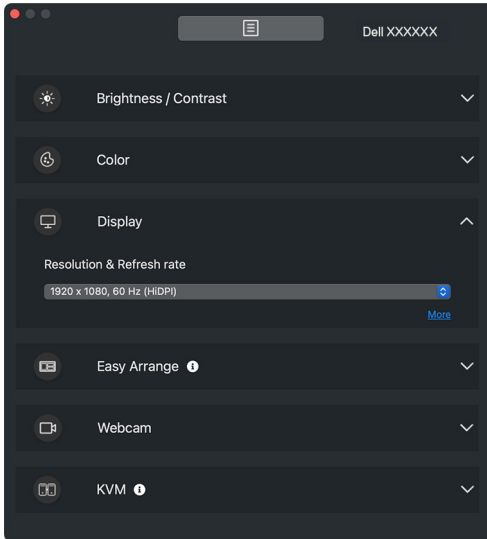 Dell XXXXXX
Brightness / Contrast
Color
Display
Resolution & Refresh rate
1920 x 1080, 60 Hz (HiDPI)
More
Easy Arrange
Webcam
KVM